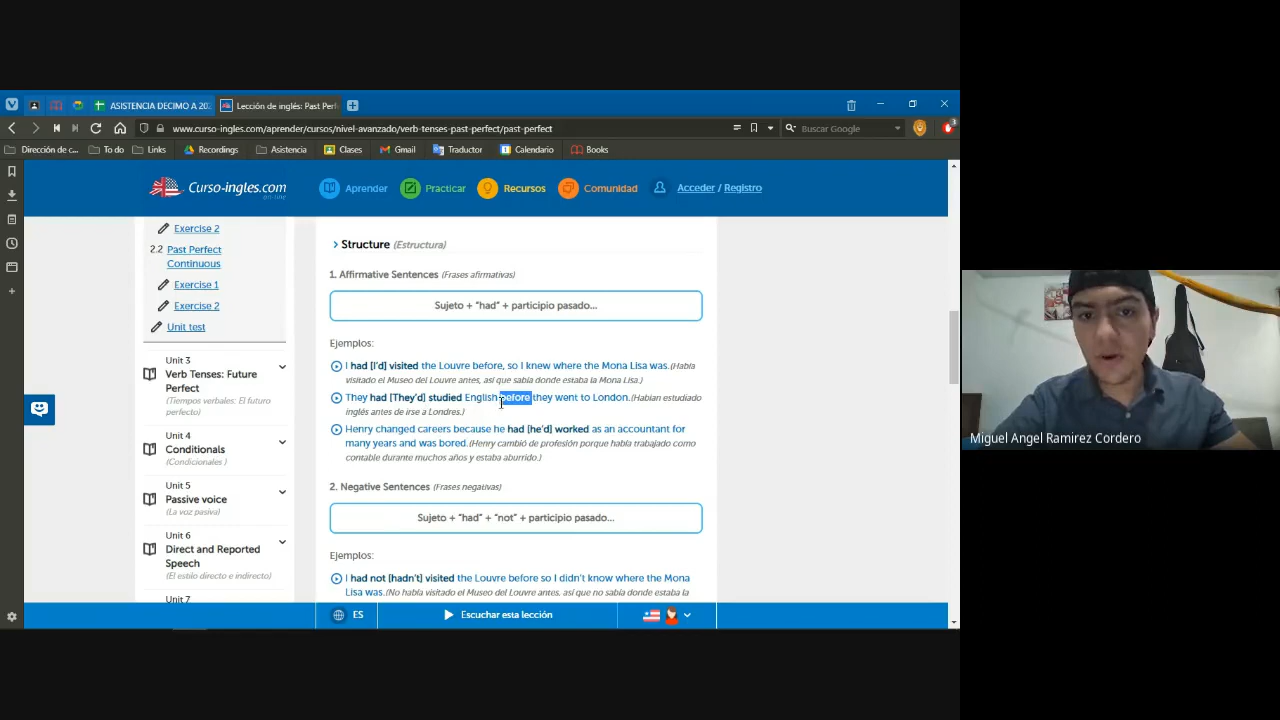 ASISTENCIA DECIMO A 202
Lección de inglés: Past Perf
www.curso-ingles.com/aprender/cursos/nivel-avanzado/verb-tenses-past-perfect/past-perfect
Buscar Google
3
Dirección de c...
To do
Links
Recordings
Asistencia
Clases
Gmail
Traductor
Calendario
Books
Curso-ingles.com
on-line
Aprender
Practicar
Recursos
Comunidad
Acceder / Registro
Exercise 2
2.2 Past Perfect
Continuous
Exercise 1
Exercise 2
Unit test
Unit 3
Verb Tenses: Future
Perfect
(Tiempos verbales: El futuro
perfecto)
Unit 4
Conditionals
(Condicionales )
Unit 5
Passive voice
(La voz pasiva)
Unit 6
Direct and Reported
Speech
(El estilo directo e indirecto)
Unit 7
Structure (Estructura)
1. Affirmative Sentences (Frases afirmativas)
Sujeto + "had" + participio pasado...
Ejemplos:
I had [I'd] visited the Louvre before, so I knew where the Mona Lisa was.(Había
visitado el Museo del Louvre antes, así que sabía donde estaba la Mona Lisa.)
They had [They'd] studied English before they went to London.(Habían estudiado
inglés antes de irse a Londres.)
Henry changed careers because he had [he'd] worked as an accountant for
many years and was bored.(Henry cambió de profesión porque había trabajado como
contable durante muchos años y estaba aburrido.)
2. Negative Sentences (Frases negativas)
Sujeto + "had" + "not" + participio pasado...
Ejemplos:
I had not [hadn't] visited the Louvre before so I didn't know where the Mona
Lisa was.(No había visitado el Museo del Louvre antes, así que no sabía donde estaba la
ES
Escuchar esta lección
Miguel Angel Ramirez Cordero